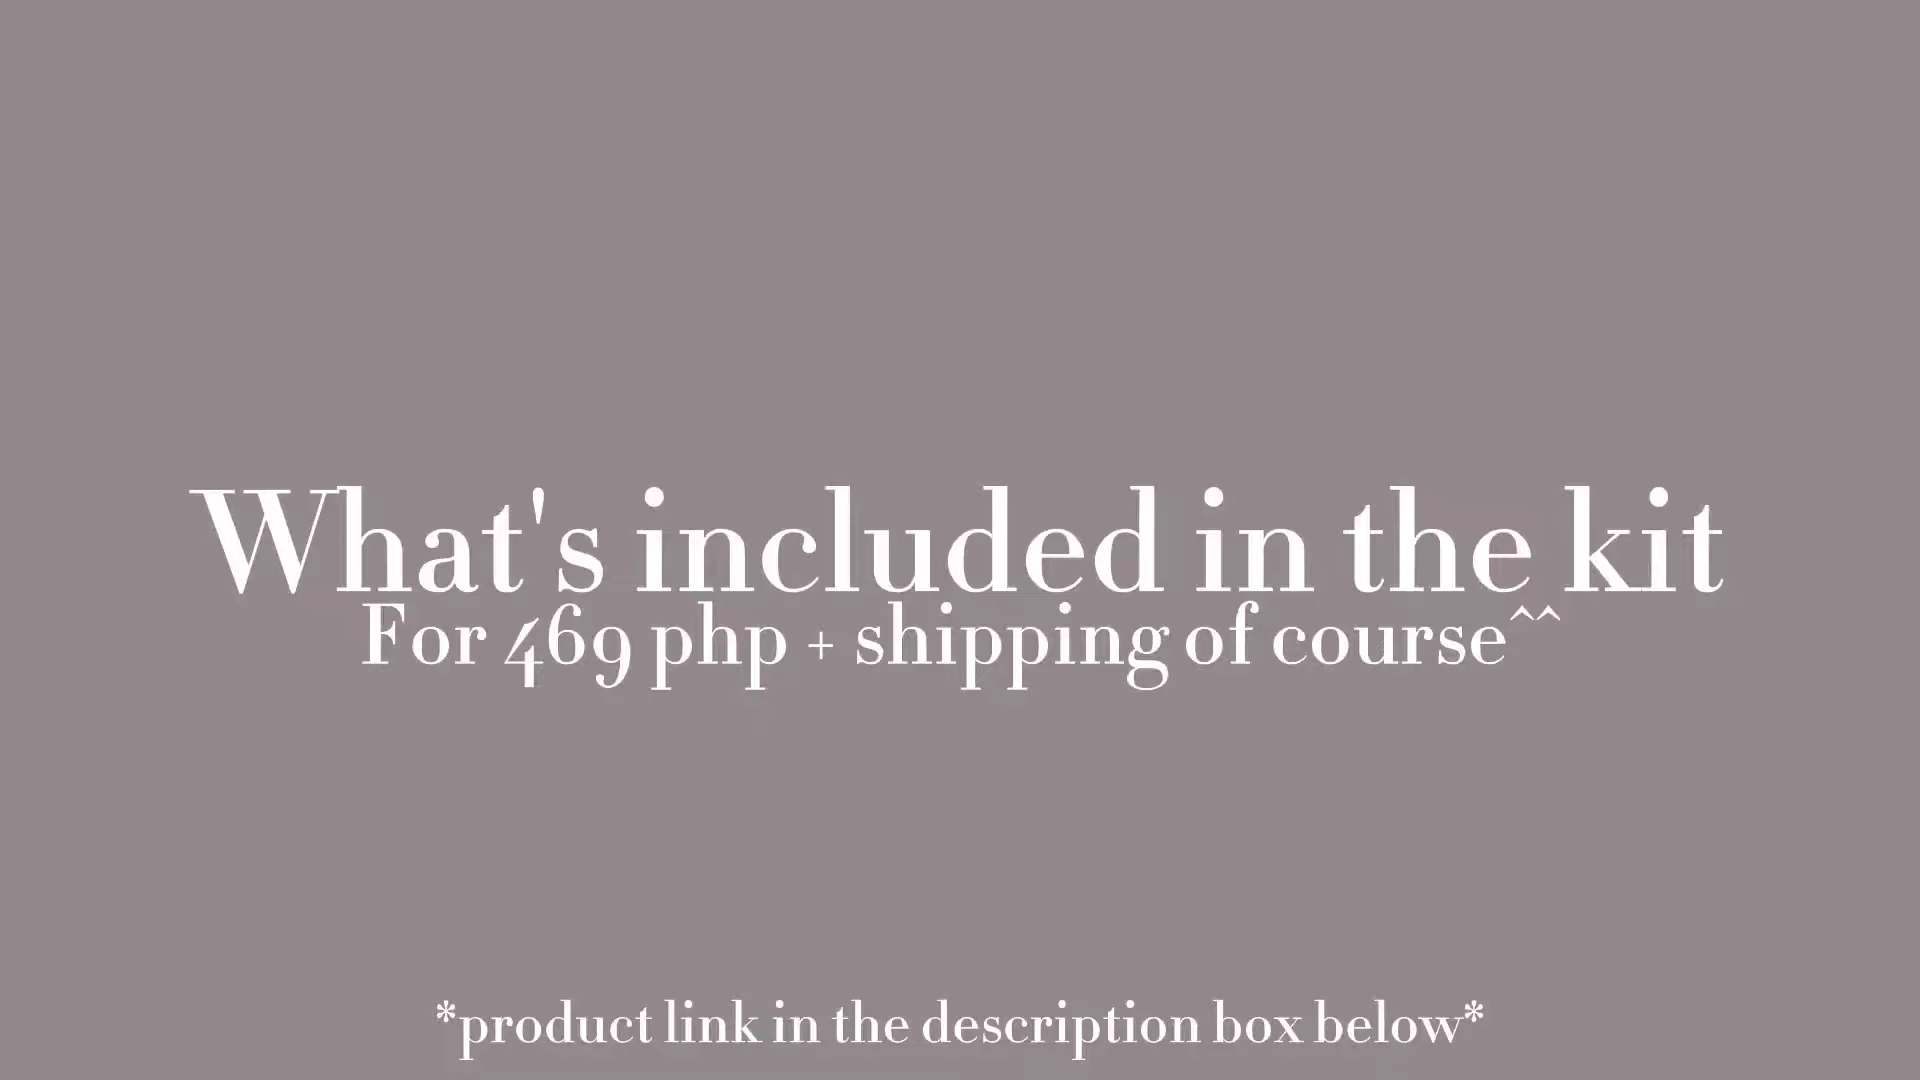 What's included in the kit
For 469 php + shipping of course^^
*product link in the description box below*